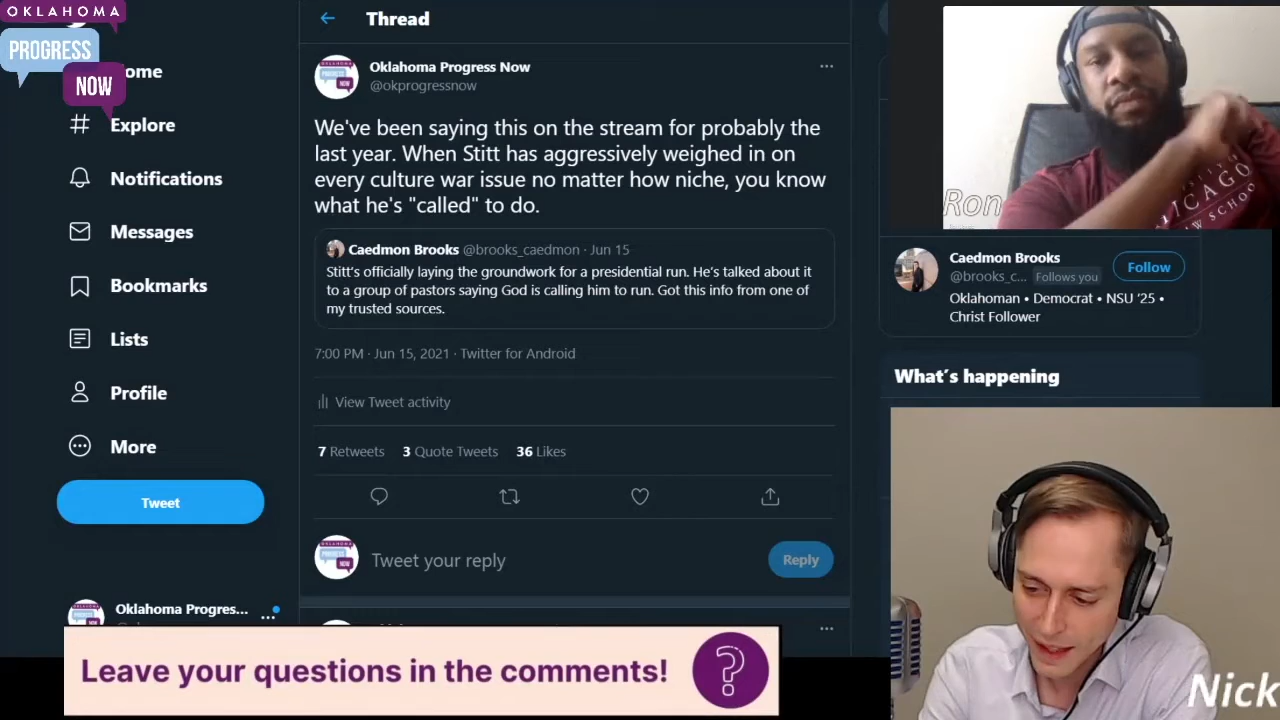 OKLAHOMA
PROGRESS
NOW
Home
Explore
Notifications
Messages
Bookmarks
Lists
Profile
More
Tweet
Oklahoma Progres...
Thread
Oklahoma Progress Now
@okprogressnow
We've been saying this on the stream for probably the
last year. When Stitt has aggressively weighed in on
every culture war issue no matter how niche, you know
what he's "called" to do.
Caedmon Brooks @brooks_caedmon · Jun 15
Stitt's officially laying the groundwork for a presidential run. He's talked about it
to a group of pastors saying God is calling him to run. Got this info from one of
my trusted sources.
7:00 PM · Jun 15, 2021 · Twitter for Android
View Tweet activity
7 Retweets 3 Quote Tweets 36 Likes
Tweet your reply
Reply
Ron
CHICAGO
W SCHOO
Caedmon Brooks
@brooks_c... Follows you
Follow
Oklahoman • Democrat • NSU '25 •
Christ Follower
What's happening
Leave your questions in the comments!
?
Nick